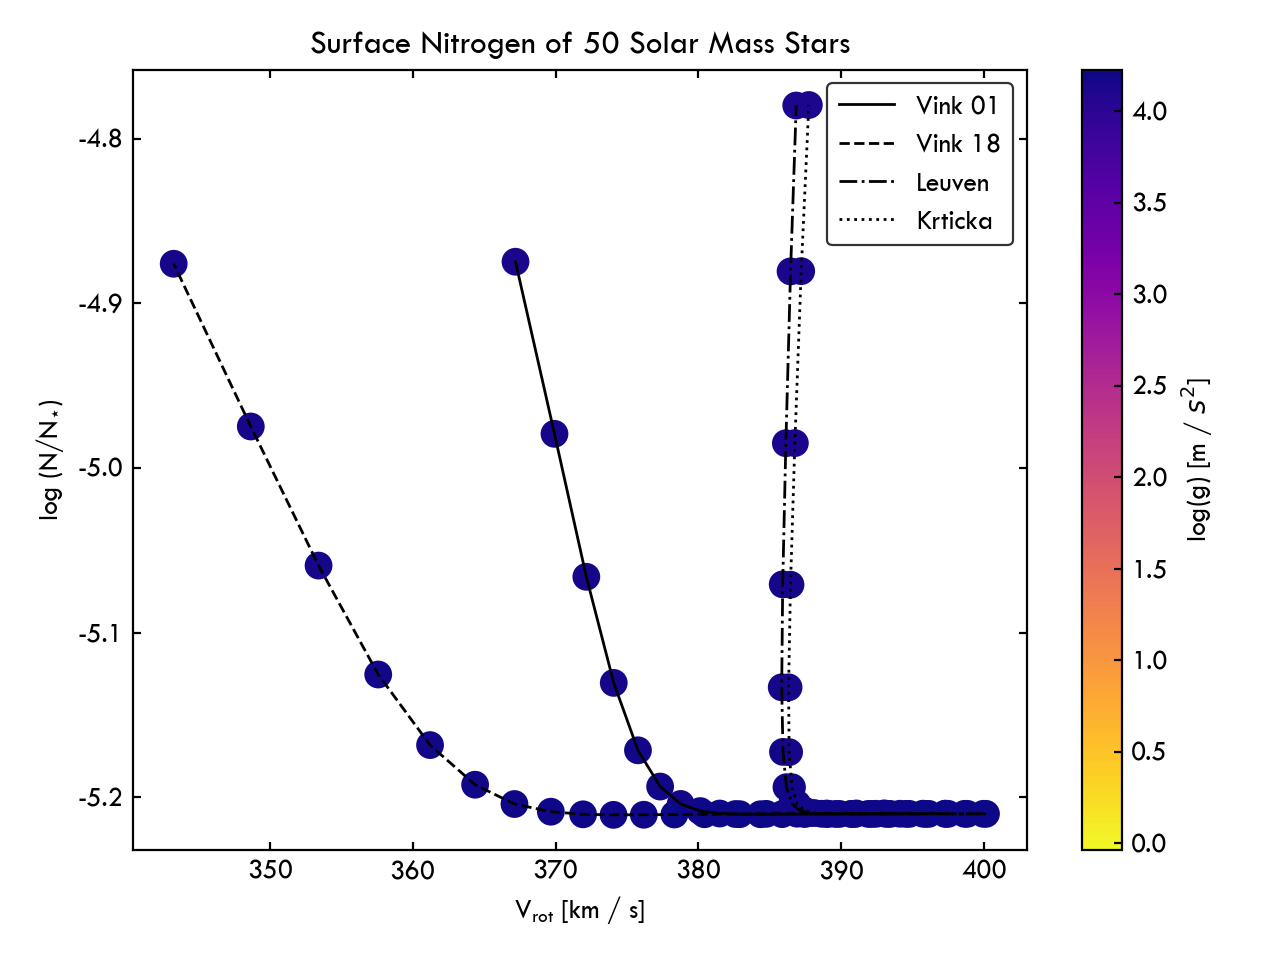 Surface Nitrogen of 50 Solar Mass Stars
Vink 01
Vink 18
Leuven
Krticka
-4.8
-4.9
-5.0
-5.1
-5.2
log (N/N⋆)
350
360
370
380
390
400
V_rot [km / s]
4.0
3.5
3.0
2.5
2.0
1.5
1.0
0.5
0.0
log(g) [m / s²]